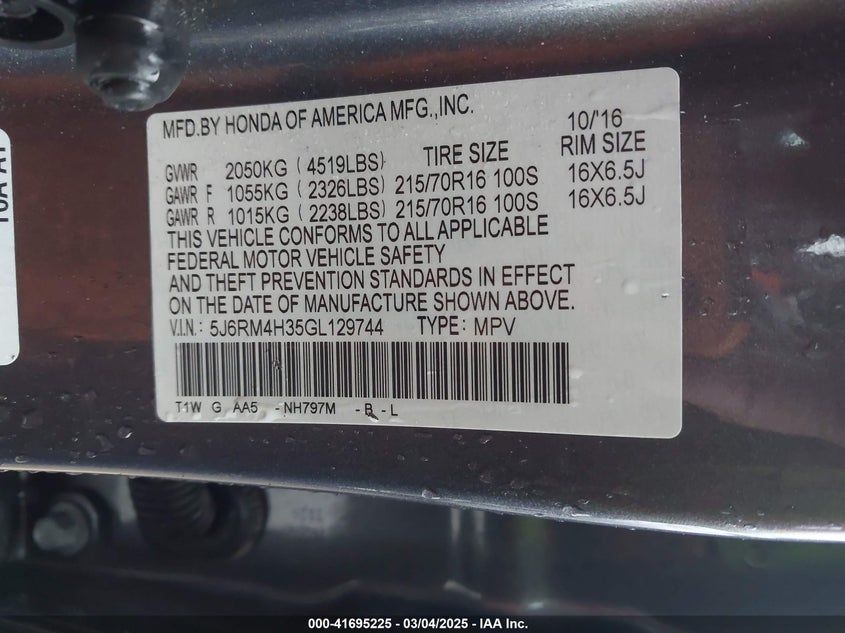 MFD.BY HONDA OF AMERICA MFG.,INC. 10/'16
GVWR 2050KG (4519LBS) TIRE SIZE RIM SIZE
GAWR F 1055KG (2326LBS) 215/70R16 100S 16X6.5J
GAWR R 1015KG (2238LBS) 215/70R16 100S 16X6.5J
THIS VEHICLE CONFORMS TO ALL APPLICABLE
FEDERAL MOTOR VEHICLE SAFETY
AND THEFT PREVENTION STANDARDS IN EFFECT
ON THE DATE OF MANUFACTURE SHOWN ABOVE.
V.I.N.: 5J6RM4H35GL129744 TYPE: MPV
T1W G AA5 -NH797M -B -L
000-41695225 - 03/04/2025 - IAA Inc.